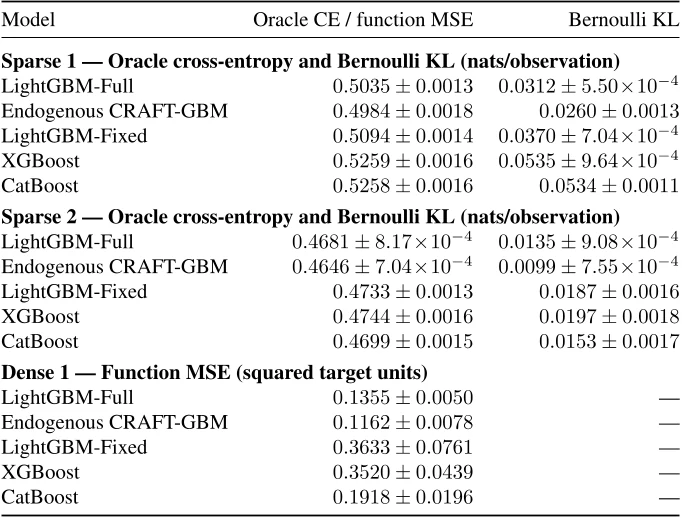 Model Oracle CE / function MSE Bernoulli KL
Sparse 1 — Oracle cross-entropy and Bernoulli KL (nats/observation)
LightGBM-Full 0.5035 ± 0.0013 0.0312 ± 5.50×10⁻⁴
Endogenous CRAFT-GBM 0.4984 ± 0.0018 0.0260 ± 0.0013
LightGBM-Fixed 0.5094 ± 0.0014 0.0370 ± 7.04×10⁻⁴
XGBoost 0.5259 ± 0.0016 0.0535 ± 9.64×10⁻⁴
CatBoost 0.5258 ± 0.0016 0.0534 ± 0.0011
Sparse 2 — Oracle cross-entropy and Bernoulli KL (nats/observation)
LightGBM-Full 0.4681 ± 8.17×10⁻⁴ 0.0135 ± 9.08×10⁻⁴
Endogenous CRAFT-GBM 0.4646 ± 7.04×10⁻⁴ 0.0099 ± 7.55×10⁻⁴
LightGBM-Fixed 0.4733 ± 0.0013 0.0187 ± 0.0016
XGBoost 0.4744 ± 0.0016 0.0197 ± 0.0018
CatBoost 0.4699 ± 0.0015 0.0153 ± 0.0017
Dense 1 — Function MSE (squared target units)
LightGBM-Full 0.1355 ± 0.0050 —
Endogenous CRAFT-GBM 0.1162 ± 0.0078 —
LightGBM-Fixed 0.3633 ± 0.0761 —
XGBoost 0.3520 ± 0.0439 —
CatBoost 0.1918 ± 0.0196 —